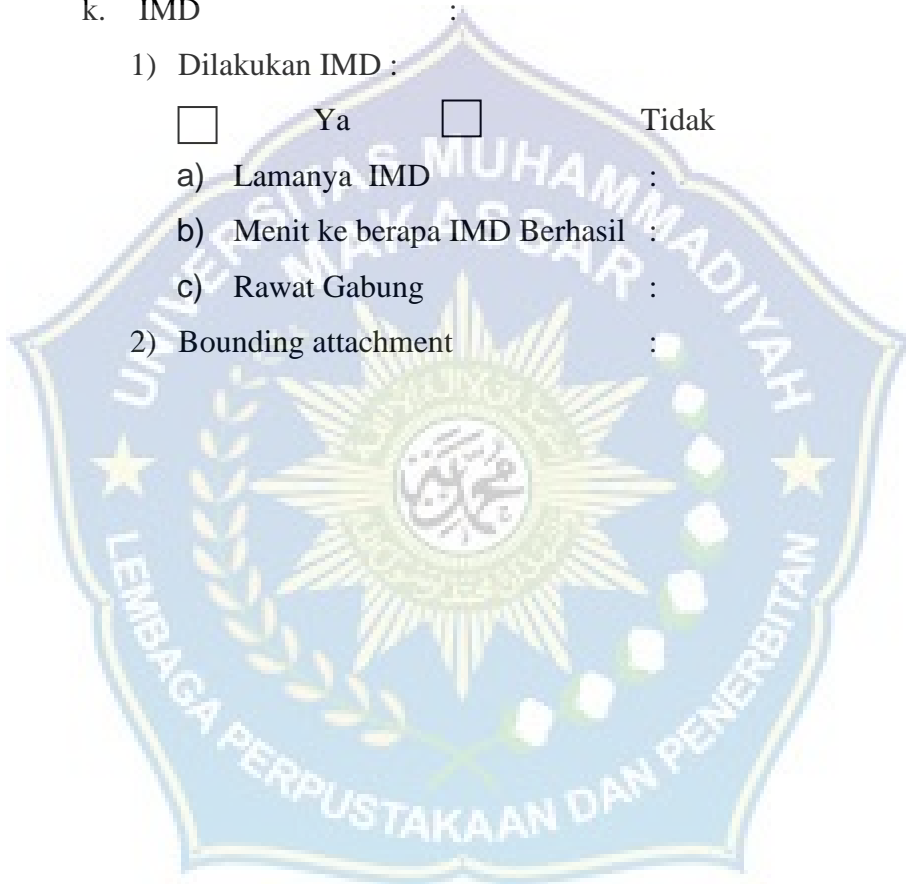 k. IMD :
1) Dilakukan IMD :
☐ Ya ☐ Tidak
a) Lamanya IMD :
b) Menit ke berapa IMD Berhasil :
c) Rawat Gabung :
2) Bounding attachment :
UNIVERSITAS MUHAMMADIYAH
MAKASSAR
LEMBAGA PERPUSTAKAAN DAN PENERBITAN